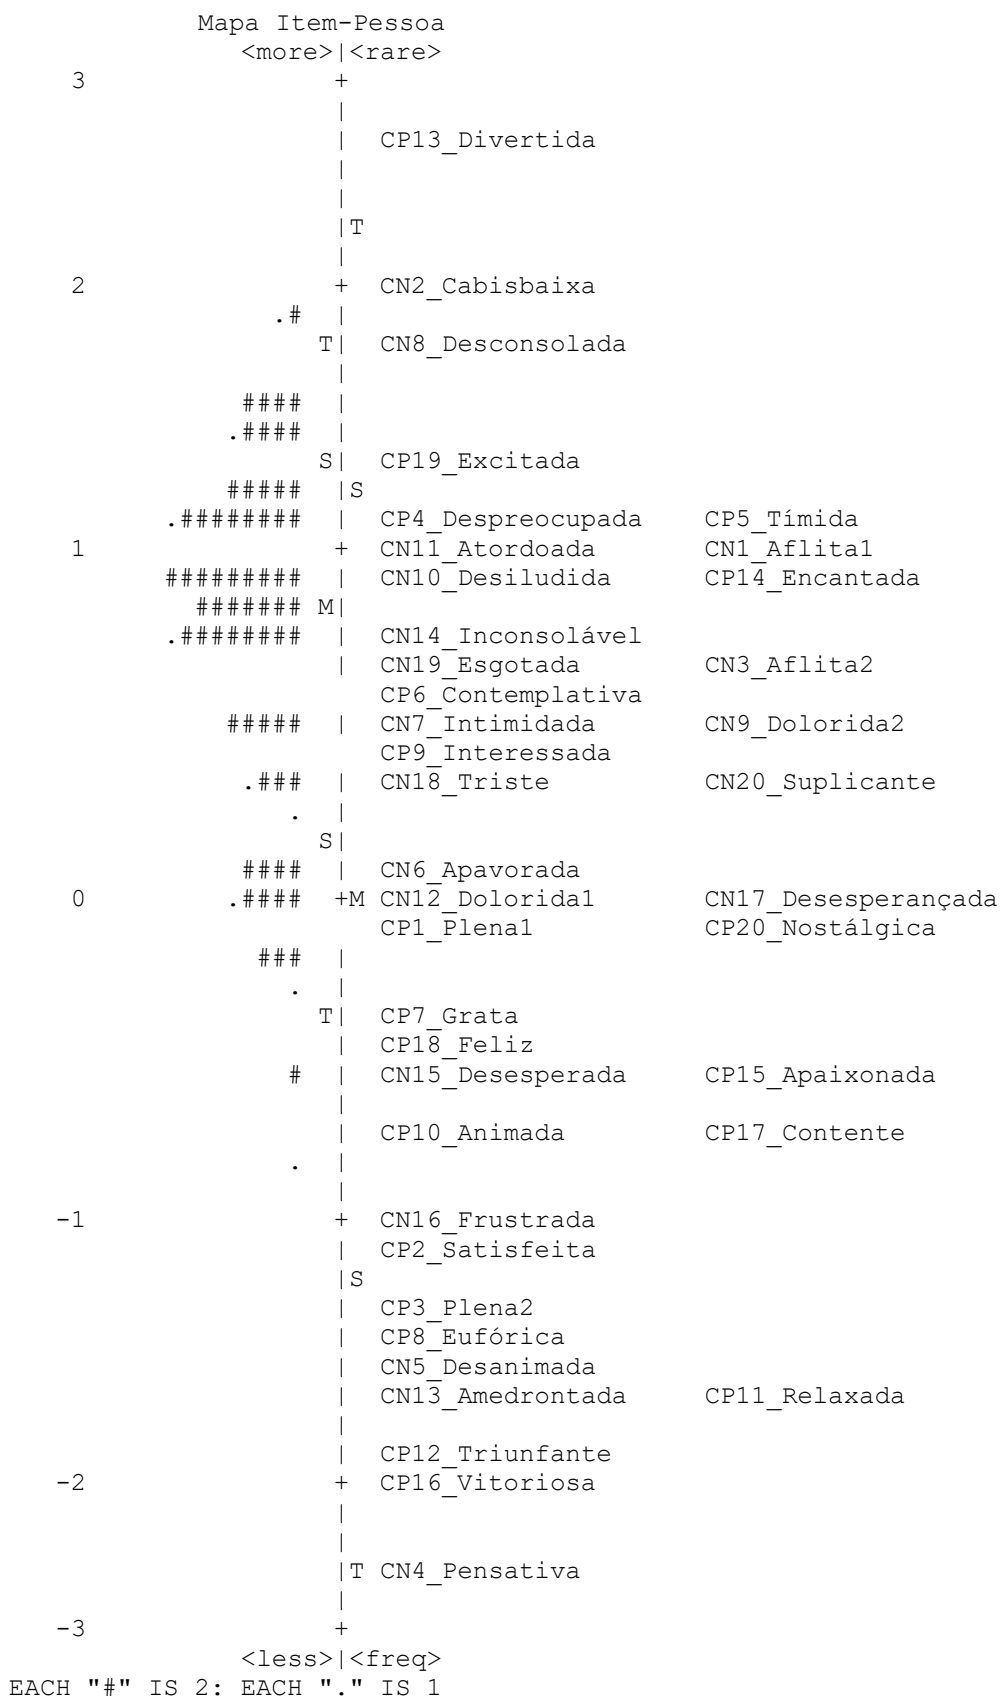 Mapa Item-Pessoa
<more>|<rare>
3 +
|
| CP13_Divertida
|
|
|T
|
2 + CN2_Cabisbaixa
.# |
T| CN8_Desconsolada
|
#### |
.#### |
S| CP19_Excitada
##### |S
.######## | CP4_Despreocupada CP5_Tímida
1 + CN11_Atordoada CN1_Aflita1
######### | CN10_Desiludida CP14_Encantada
####### M|
.######## | CN14_Inconsolável
| CN19_Esgotada CN3_Aflita2
CP6_Contemplativa
##### | CN7_Intimidada CN9_Dolorida2
CP9_Interessada
.### | CN18_Triste CN20_Suplicante
. |
S|
#### | CN6_Apavorada
0 .#### +M CN12_Dolorida1 CN17_Desesperançada
CP1_Plena1 CP20_Nostálgica
### |
. |
T| CP7_Grata
| CP18_Feliz
# | CN15_Desesperada CP15_Apaixonada
|
| CP10_Animada CP17_Contente
. |
|
-1 + CN16_Frustrada
| CP2_Satisfeita
|S
| CP3_Plena2
| CP8_Eufórica
| CN5_Desanimada
| CN13_Amedrontada CP11_Relaxada
|
| CP12_Triunfante
-2 + CP16_Vitoriosa
|
|
|T CN4_Pensativa
|
-3 +
<less>|<freq>
EACH "#" IS 2: EACH "." IS 1